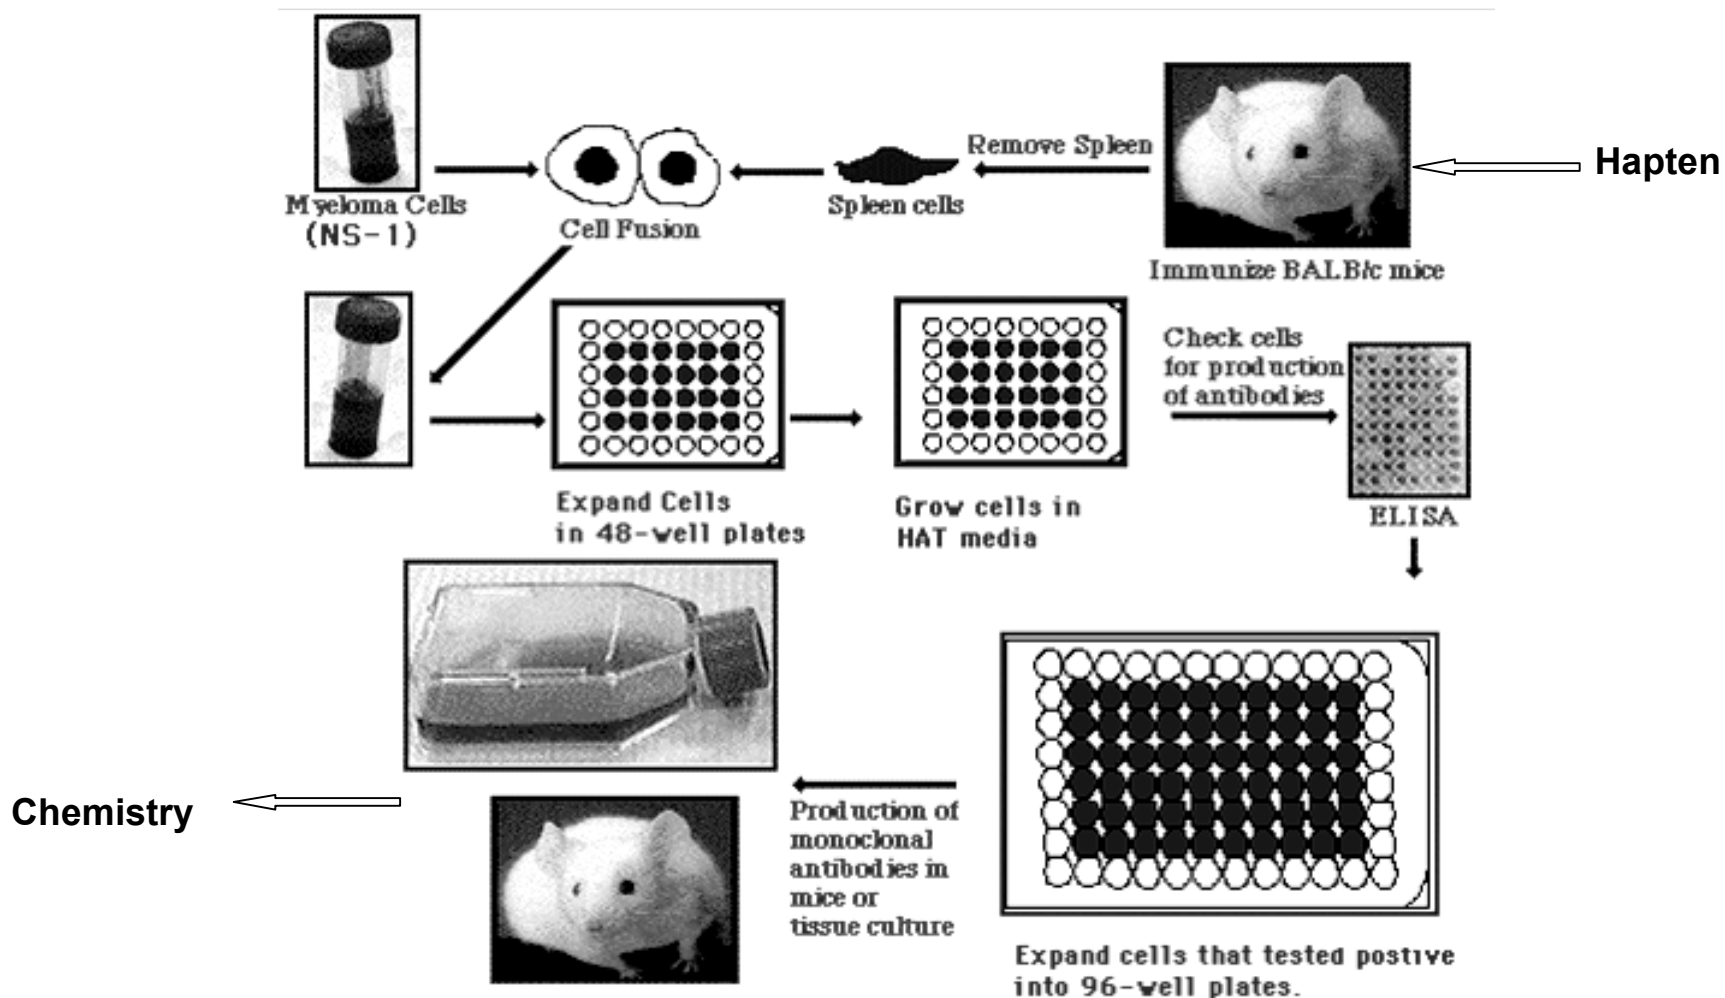 Hapten
Remove Spleen
Myeloma Cells
(NS-1)
Cell Fusion
Spleen cells
Immunize BALB/c mice
Expand Cells
in 48-well plates
Grow cells in
HAT media
Check cells
for production
of antibodies
ELISA
Expand cells that tested postive
into 96-well plates.
Production of
monoclonal
antibodies in
mice or
tissue culture
Chemistry